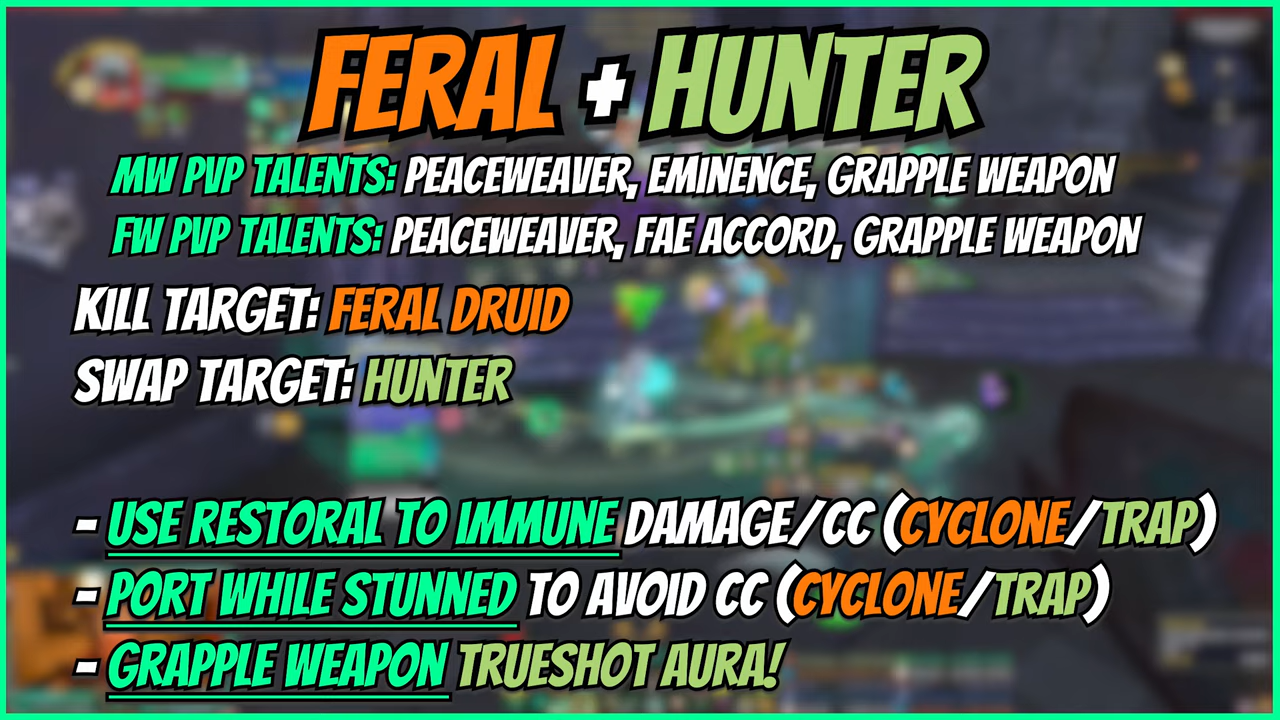 FERAL + HUNTER
MW PVP TALENTS: PEACEWEAVER, EMINENCE, GRAPPLE WEAPON
FW PVP TALENTS: PEACEWEAVER, FAE ACCORD, GRAPPLE WEAPON
KILL TARGET: FERAL DRUID
SWAP TARGET: HUNTER
- USE RESTORAL TO IMMUNE DAMAGE/CC (CYCLONE/TRAP)
- PORT WHILE STUNNED TO AVOID CC (CYCLONE/TRAP)
- GRAPPLE WEAPON TRUESHOT AURA!